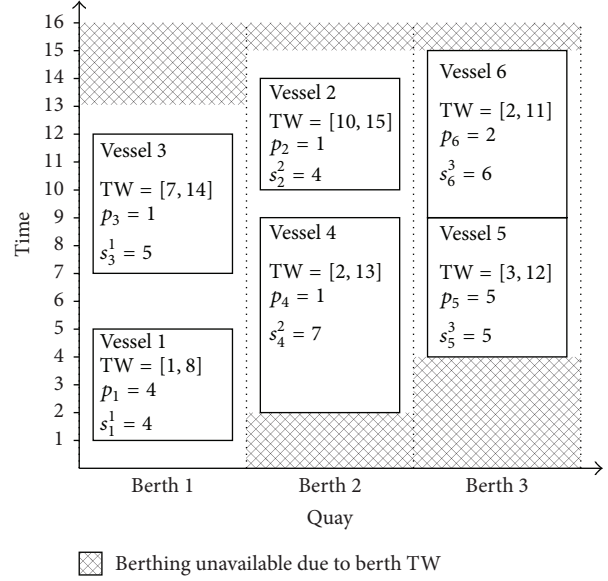 16
15
14
13
12
11
10
9
8
7
6
5
4
3
2
1
Time
Vessel 3
TW = [7, 14]
p₃ = 1
s₃¹ = 5
Vessel 1
TW = [1, 8]
p₁ = 4
s₁¹ = 4
Vessel 2
TW = [10, 15]
p₂ = 1
s₂² = 4
Vessel 4
TW = [2, 13]
p₄ = 1
s₄² = 7
Vessel 6
TW = [2, 11]
p₆ = 2
s₆³ = 6
Vessel 5
TW = [3, 12]
p₅ = 5
s₅³ = 5
Berth 1
Berth 2
Berth 3
Quay
Berthing unavailable due to berth TW